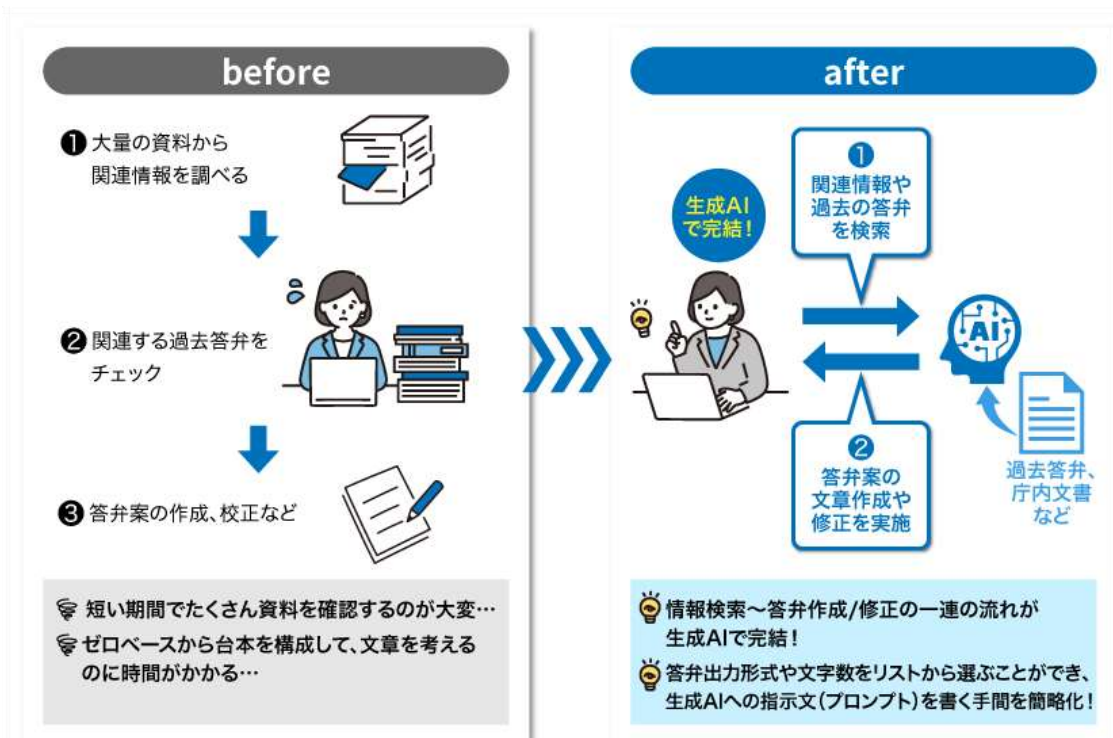 before
❶ 大量の資料から
関連情報を調べる
❷ 関連する過去答弁を
チェック
❸ 答弁案の作成、校正など
短い期間でたくさん資料を確認するのが大変…
ゼロベースから台本を構成して、文章を考える
のに時間がかかる…
after
生成AI
で完結！
❶
関連情報や
過去の答弁
を検索
AI
❷
答弁案の
文章作成や
修正を実施
過去答弁、
庁内文書
など
情報検索～答弁作成/修正の一連の流れが
生成AIで完結！
答弁出力形式や文字数をリストから選ぶことができ、
生成AIへの指示文（プロンプト）を書く手間を簡略化！